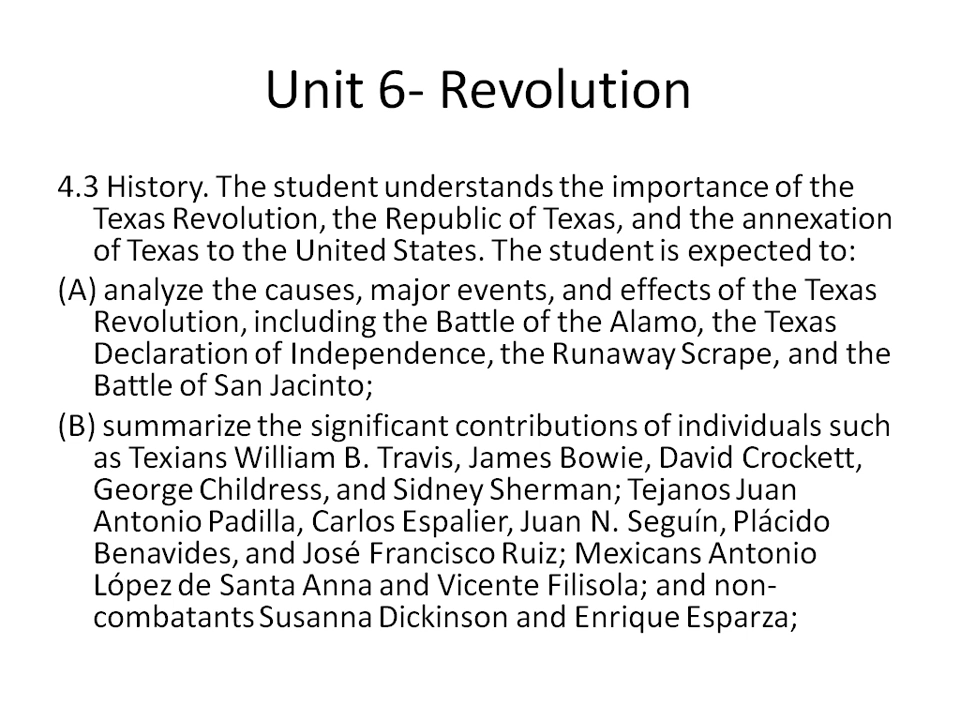 Unit 6- Revolution
4.3 History. The student understands the importance of the
Texas Revolution, the Republic of Texas, and the annexation
of Texas to the United States. The student is expected to:
(A) analyze the causes, major events, and effects of the Texas
Revolution, including the Battle of the Alamo, the Texas
Declaration of Independence, the Runaway Scrape, and the
Battle of San Jacinto;
(B) summarize the significant contributions of individuals such
as Texians William B. Travis, James Bowie, David Crockett,
George Childress, and Sidney Sherman; Tejanos Juan
Antonio Padilla, Carlos Espalier, Juan N. Seguín, Plácido
Benavides, and José Francisco Ruiz; Mexicans Antonio
López de Santa Anna and Vicente Filisola; and non-
combatants Susanna Dickinson and Enrique Esparza;